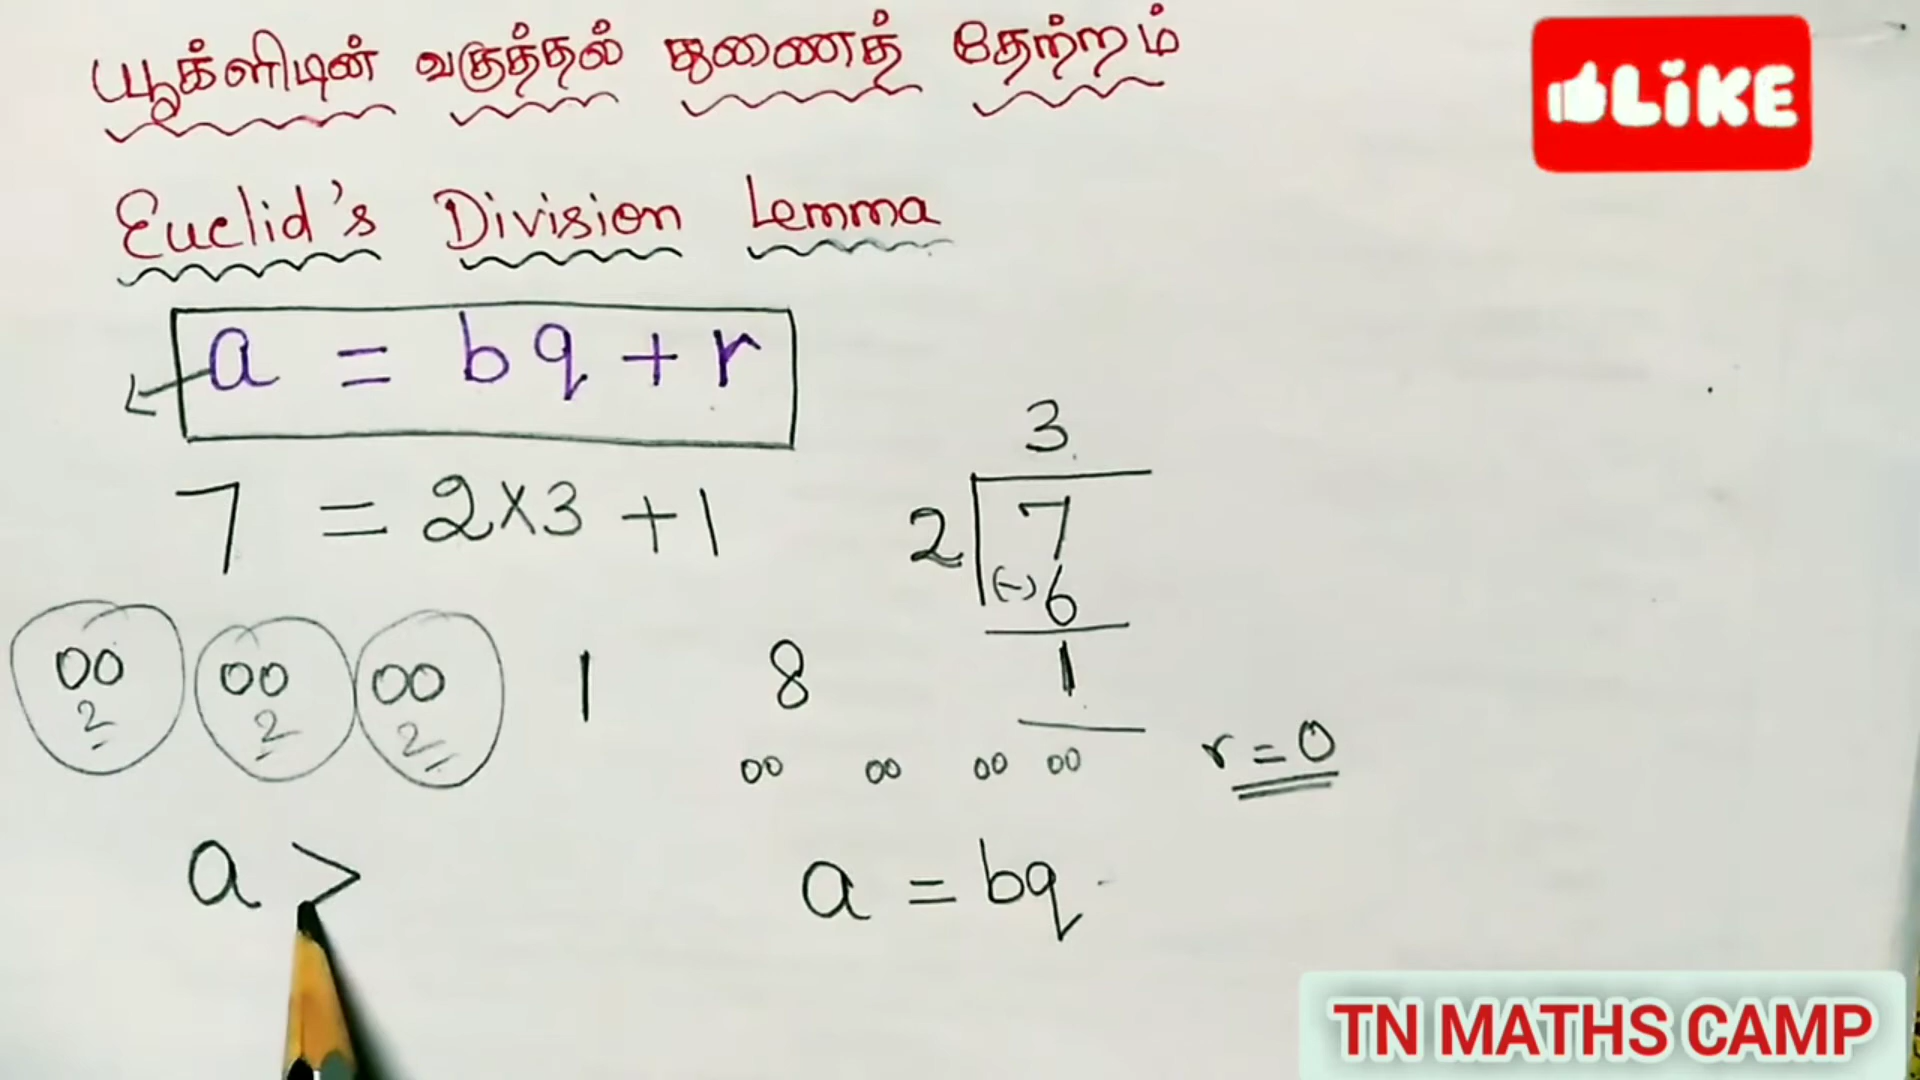 யூக்ளிடின் வகுத்தல் துணைத் தேற்றம்
LiKE
Euclid's Division Lemma
a = bq + r
7 = 2×3 +1
3
2 7
(-) 6
1
00 00 00 1 8
2 2 2
00 00 00 00 r = 0
a > a = bq
TN MATHS CAMP